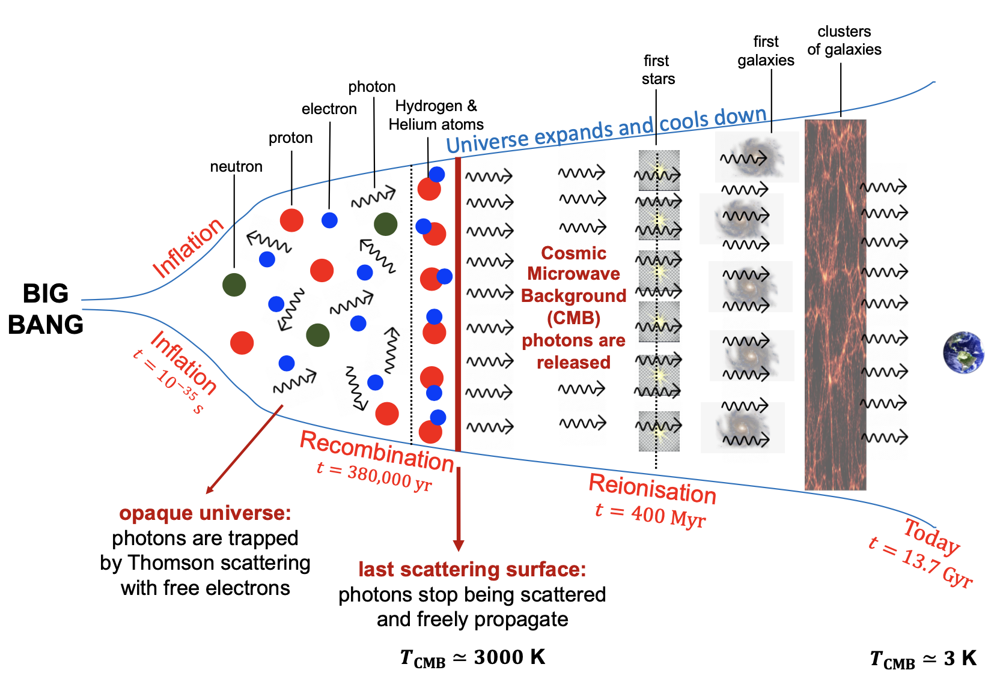 clusters
of galaxies
first
galaxies
first
stars
photon
electron
Hydrogen &
Helium atoms
proton
neutron
Universe expands and cools down
Inflation
BIG
BANG
Inflation
t = 10⁻³⁵ s
Cosmic
Microwave
Background
(CMB)
photons are
released
Recombination
t = 380,000 yr
Reionisation
t = 400 Myr
Today
t = 13.7 Gyr
opaque universe:
photons are trapped
by Thomson scattering
with free electrons
last scattering surface:
photons stop being scattered
and freely propagate
T_CMB ≃ 3000 K
T_CMB ≃ 3 K